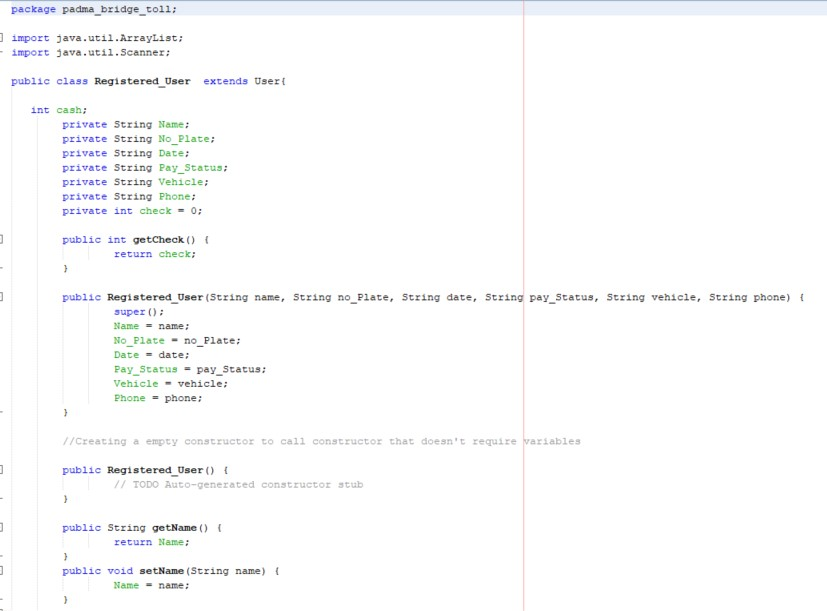 package padma_bridge_toll;
import java.util.ArrayList;
import java.util.Scanner;
public class Registered_User  extends User{
int cash;
private String Name;
private String No_Plate;
private String Date;
private String Pay_Status;
private String Vehicle;
private String Phone;
private int check = 0;
public int getCheck() {
return check;
}
public Registered_User(String name, String no_Plate, String date, String pay_Status, String vehicle, String phone) {
super();
Name = name;
No_Plate = no_Plate;
Date = date;
Pay_Status = pay_Status;
Vehicle = vehicle;
Phone = phone;
}
//Creating a empty constructor to call constructor that doesn't require variables
public Registered_User() {
// TODO Auto-generated constructor stub
}
public String getName() {
return Name;
}
public void setName(String name) {
Name = name;
}